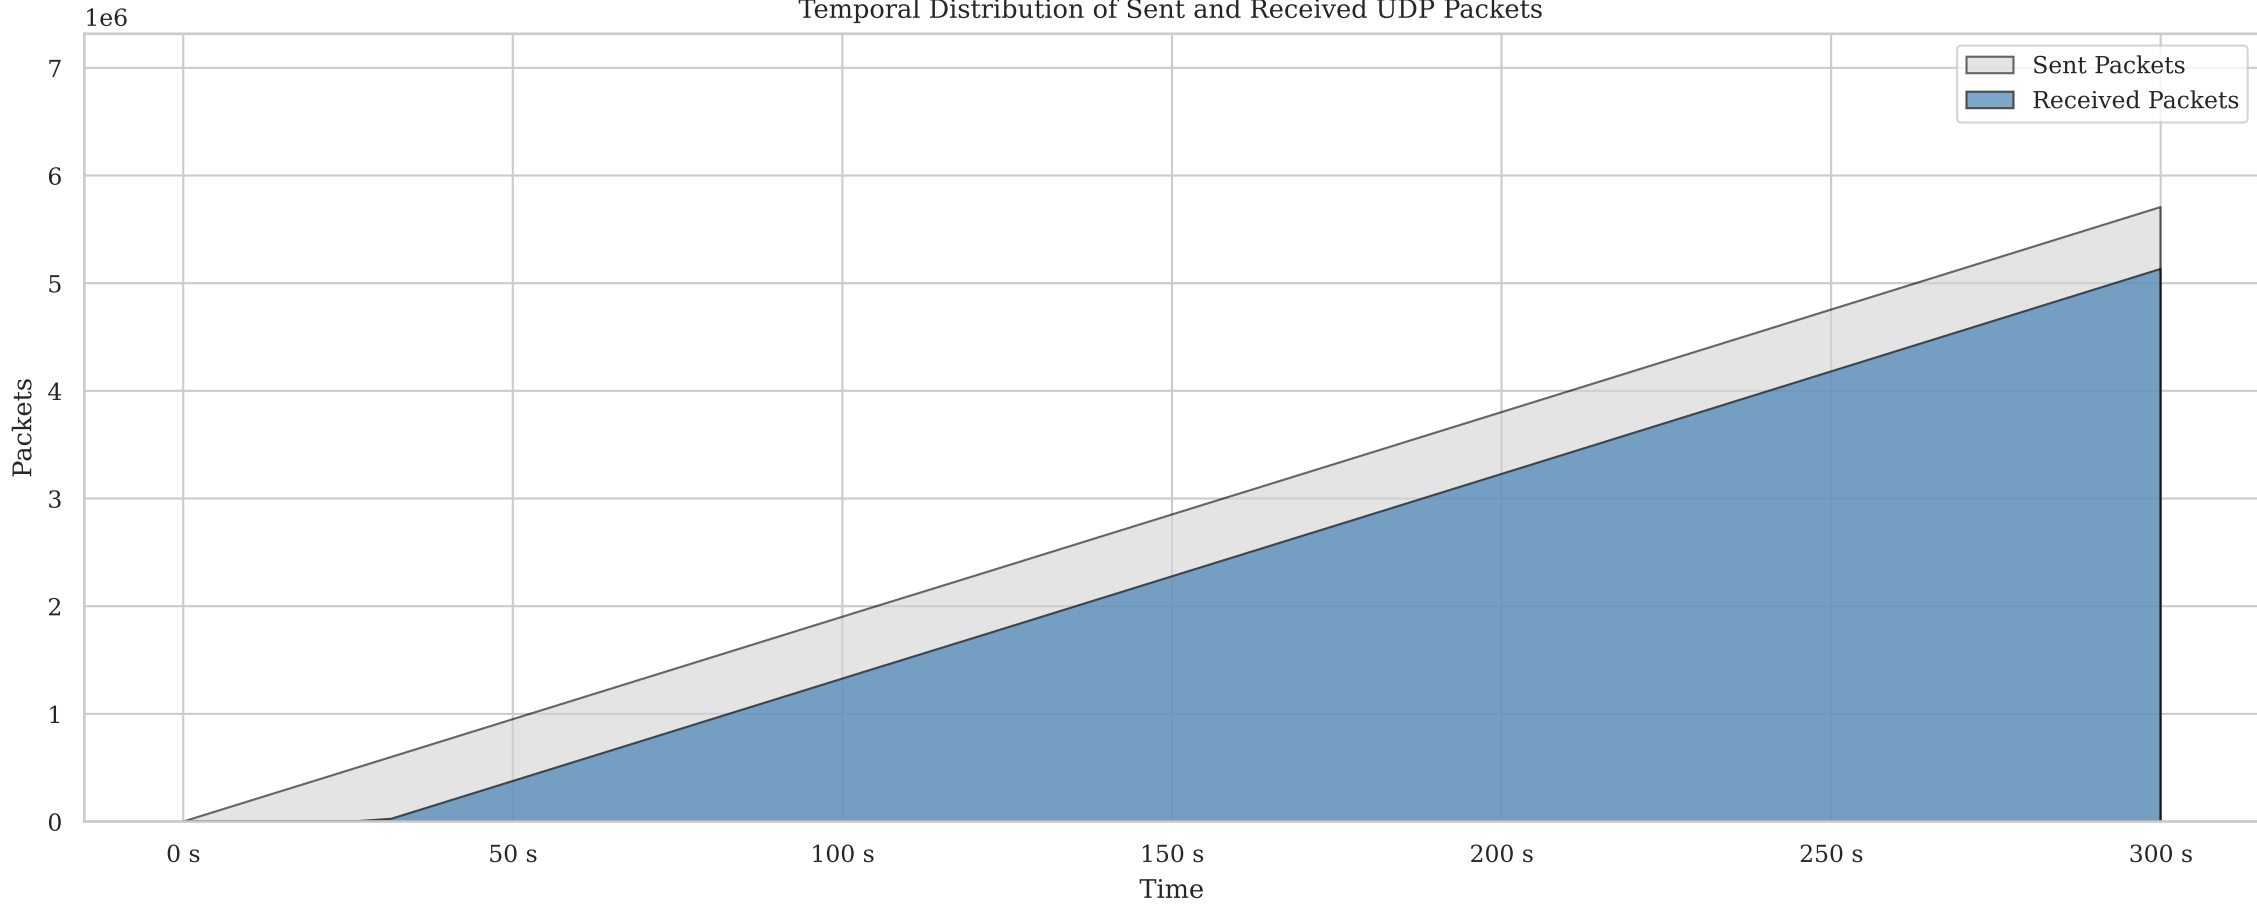 Temporal Distribution of Sent and Received UDP Packets
1e6
7
6
5
4
3
2
1
0
Packets
Sent Packets
Received Packets
0 s 50 s 100 s 150 s 200 s 250 s 300 s
Time